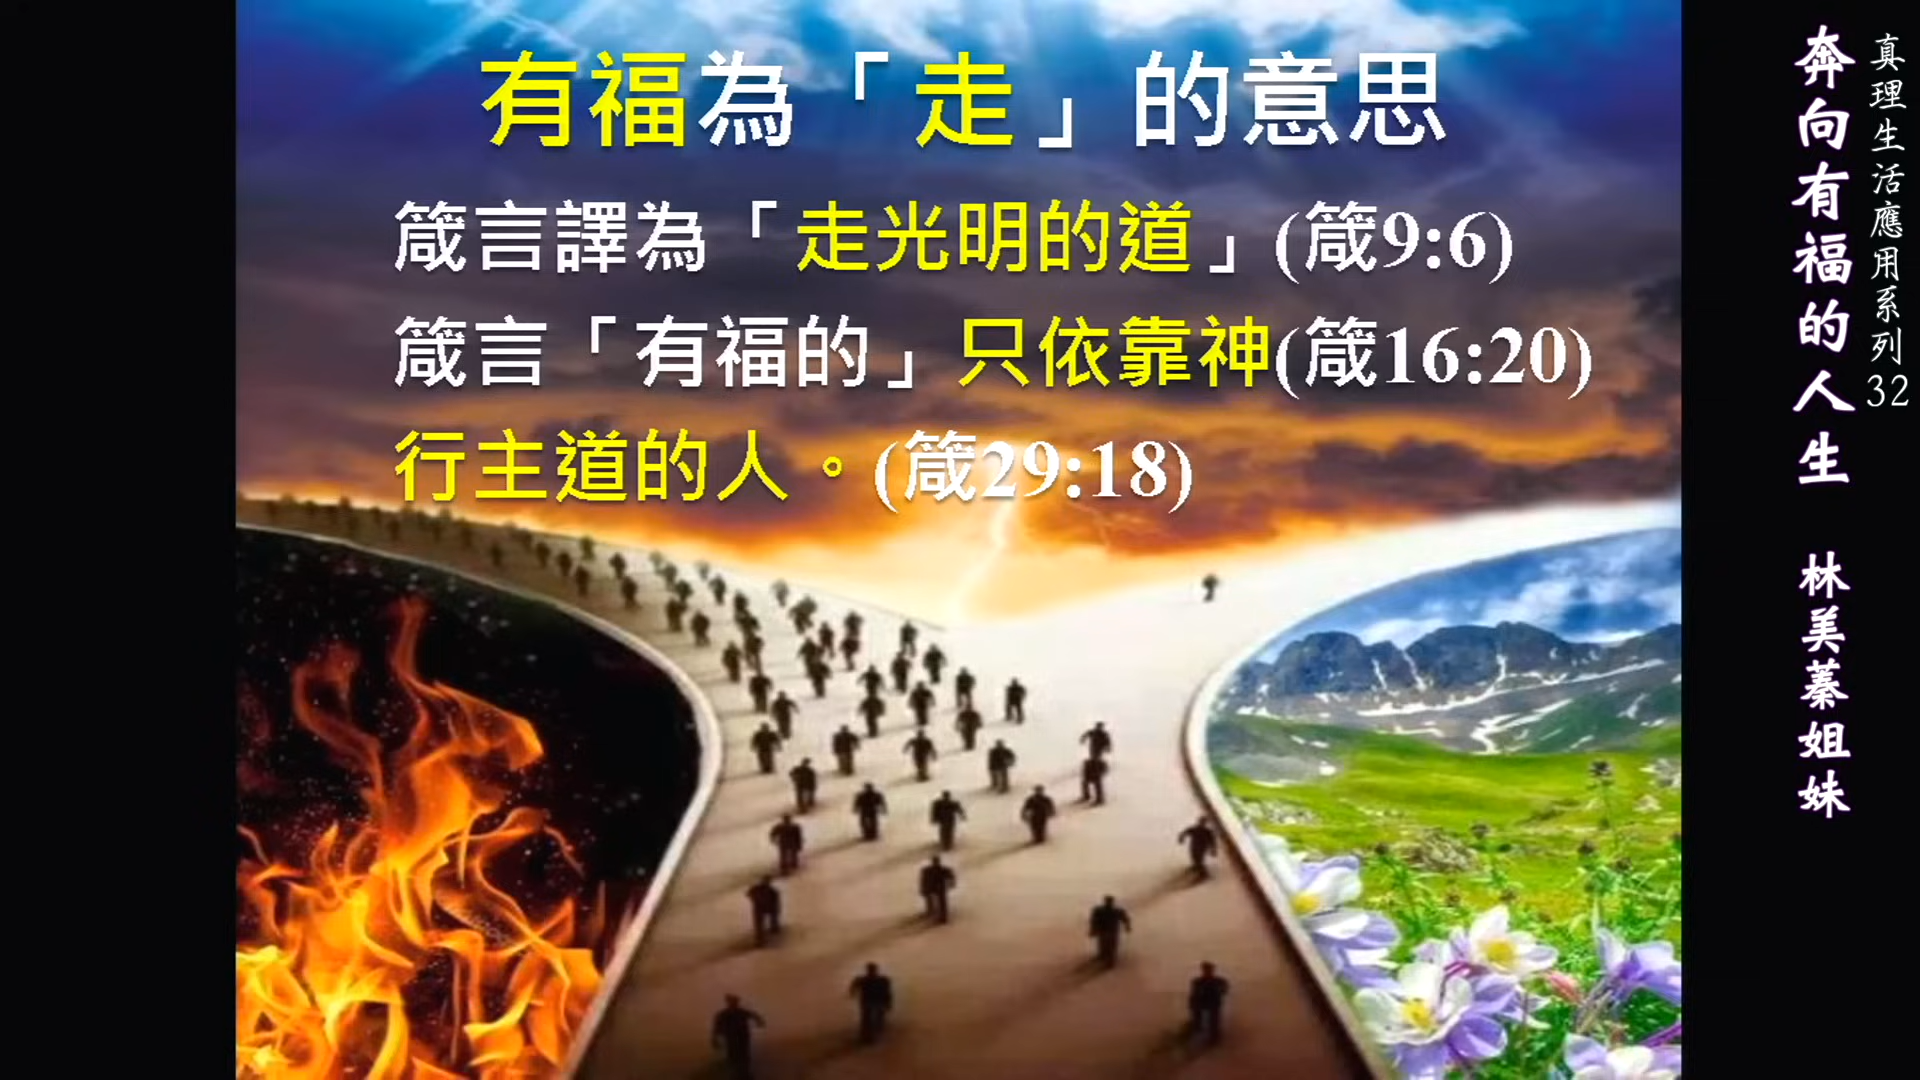 有福為「走」的意思
箴言譯為「走光明的道」(箴9:6)
箴言「有福的」只依靠神(箴16:20)
行主道的人。(箴29:18)
真理生活應用系列32
奔向有福的人生 林美蓁姐妹